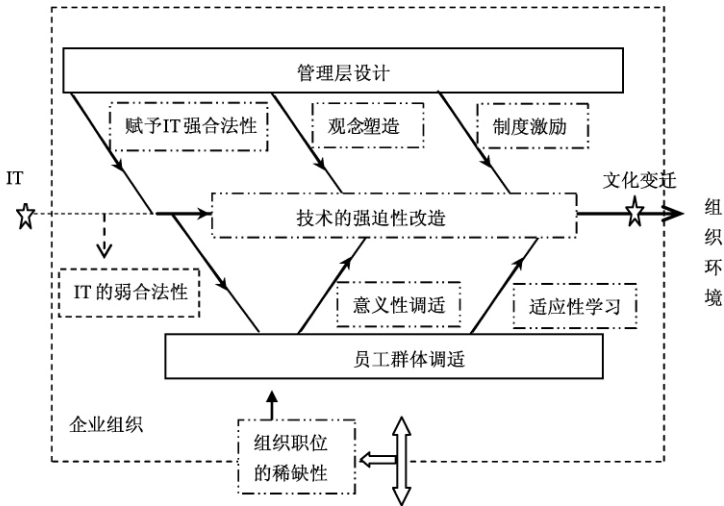 管理层设计
赋予IT强合法性
观念塑造
制度激励
IT
文化变迁
技术的强迫性改造
组
织
环
境
IT的弱合法性
意义性调适
适应性学习
员工群体调适
企业组织
组织职位
的稀缺性